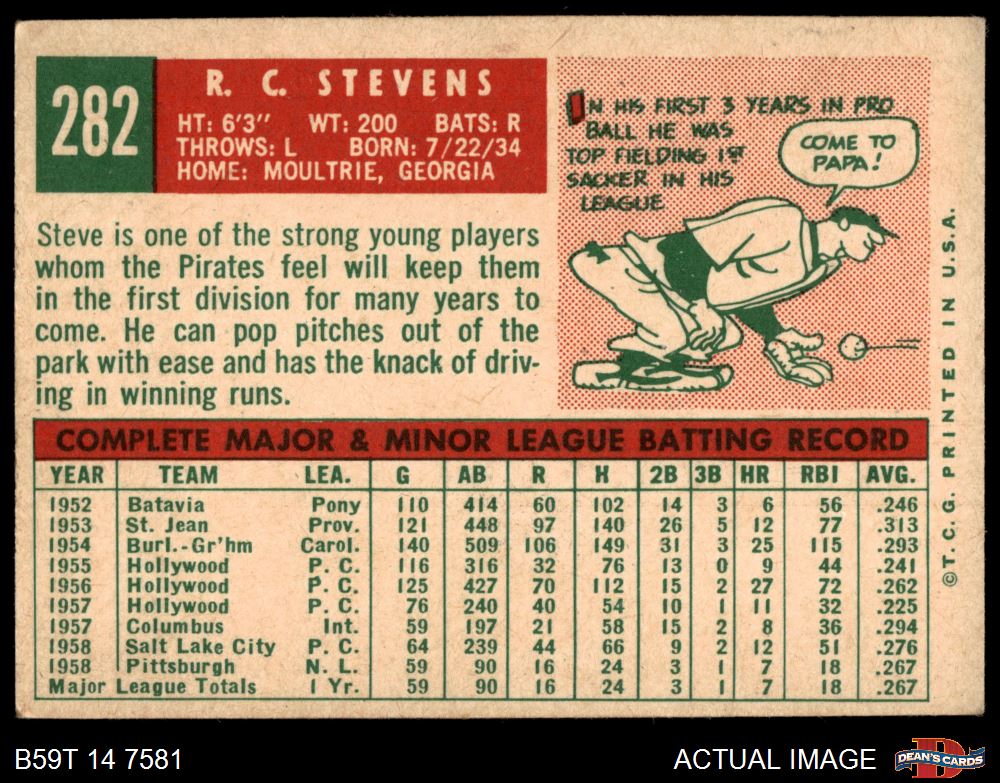 282
R. C. STEVENS
HT: 6'3" WT: 200 BATS: R
THROWS: L BORN: 7/22/34
HOME: MOULTRIE, GEORGIA
IN HIS FIRST 3 YEARS IN PRO
BALL HE WAS
TOP FIELDING 1ST
SACKER IN HIS
LEAGUE
COME TO
PAPA!
Steve is one of the strong young players
whom the Pirates feel will keep them
in the first division for many years to
come. He can pop pitches out of the
park with ease and has the knack of driv-
ing in winning runs.
COMPLETE MAJOR & MINOR LEAGUE BATTING RECORD
YEAR TEAM LEA. G AB R H 2B 3B HR RBI AVG.
1952 Batavia Pony 110 414 60 102 14 3 6 56 .246
1953 St. Jean Prov. 121 448 97 140 26 5 12 77 .313
1954 Burl.-Gr'hm Carol. 140 509 106 149 31 3 25 115 .293
1955 Hollywood P. C. 116 316 32 76 13 0 9 44 .241
1956 Hollywood P. C. 125 427 70 112 15 2 27 72 .262
1957 Hollywood P. C. 76 240 40 54 10 1 11 32 .225
1957 Columbus Int. 59 197 21 58 15 2 8 36 .294
1958 Salt Lake City P. C. 64 239 44 66 9 2 12 51 .276
1958 Pittsburgh N. L. 59 90 16 24 3 1 7 18 .267
Major League Totals 1 Yr. 59 90 16 24 3 1 7 18 .267
©T. C. G. PRINTED IN U.S.A.
B59T 14 7581
ACTUAL IMAGE
D
DEAN'S CARDS